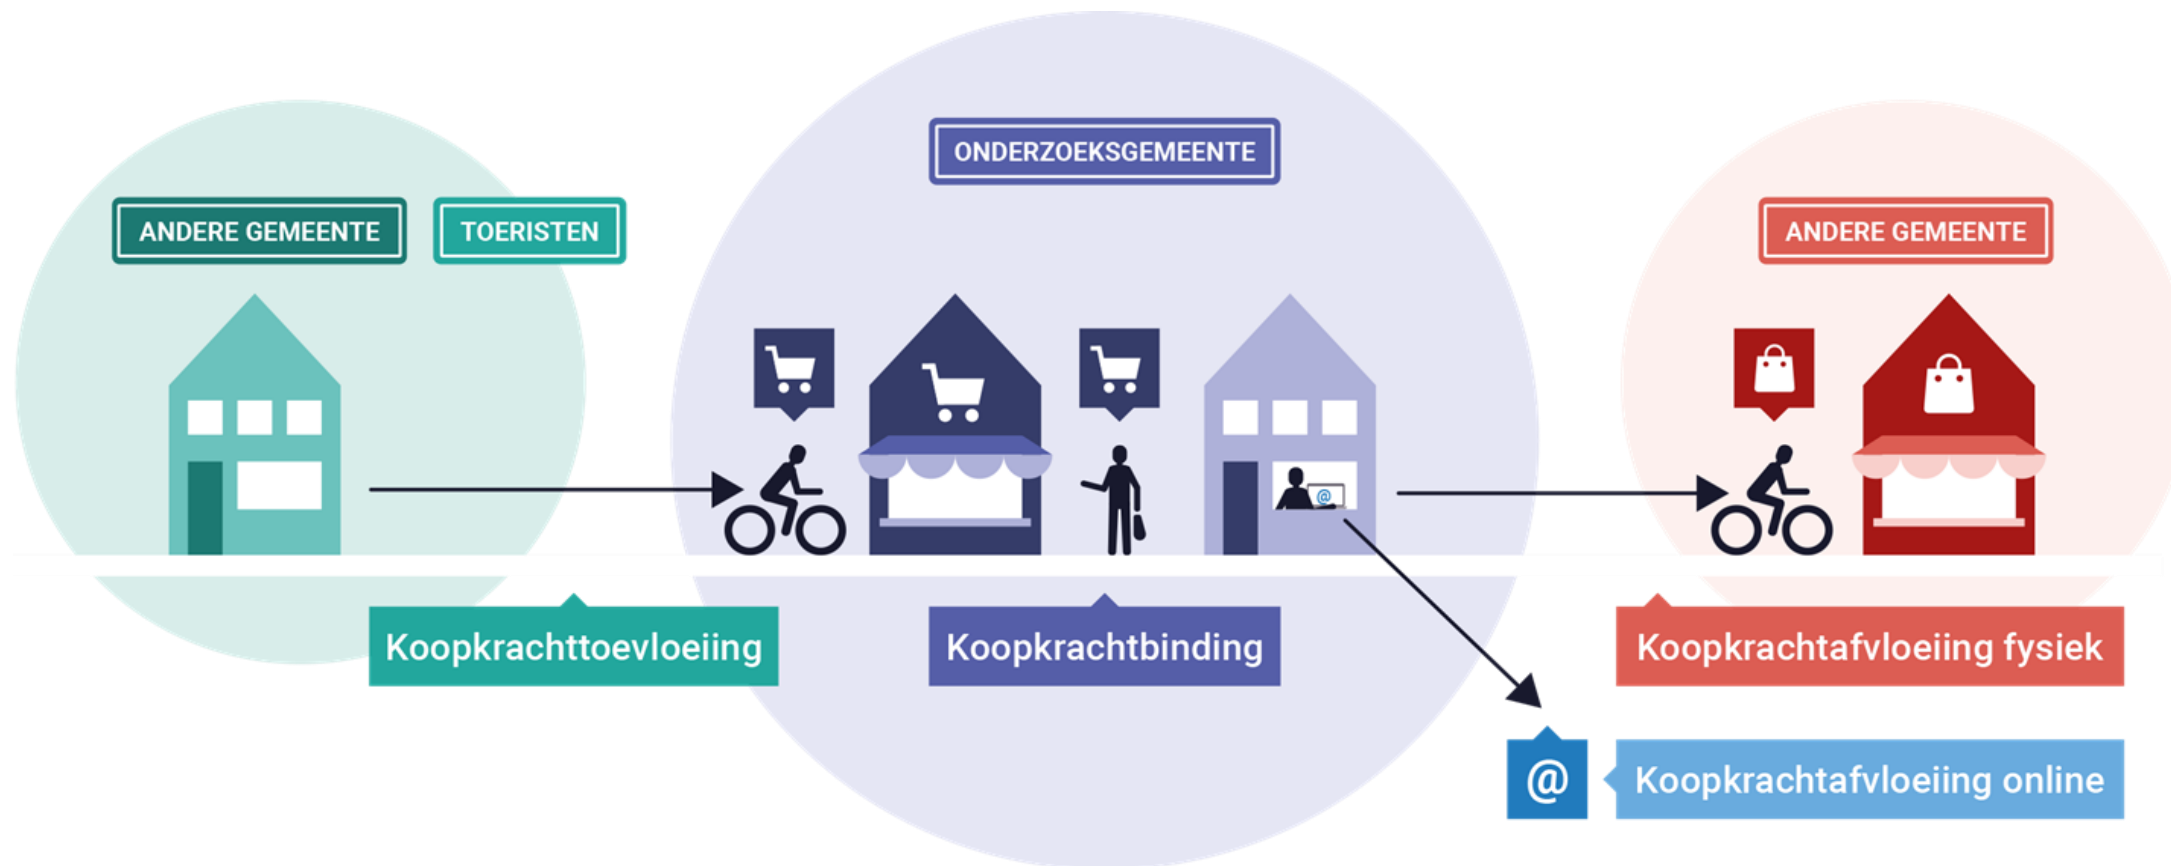 ONDERZOEKSGEMEENTE
ANDERE GEMEENTE
TOERISTEN
ANDERE GEMEENTE
@
Koopkrachttoevloeiing
Koopkrachtbinding
Koopkrachtafvloeiing fysiek
@
Koopkrachtafvloeiing online